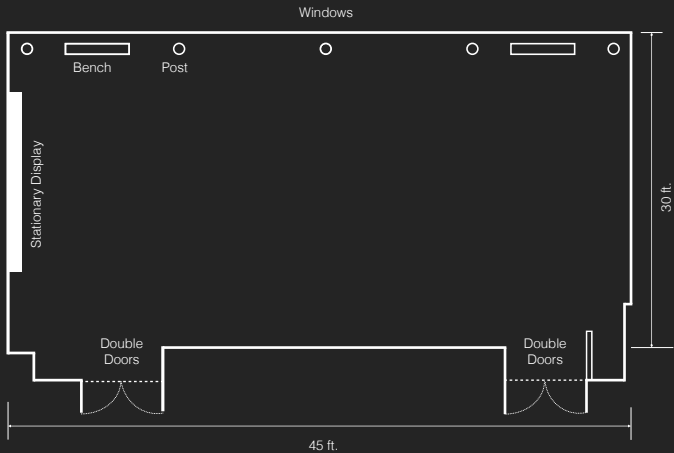 Windows
Bench
Post
Stationary Display
30 ft.
Double
Doors
Double
Doors
45 ft.